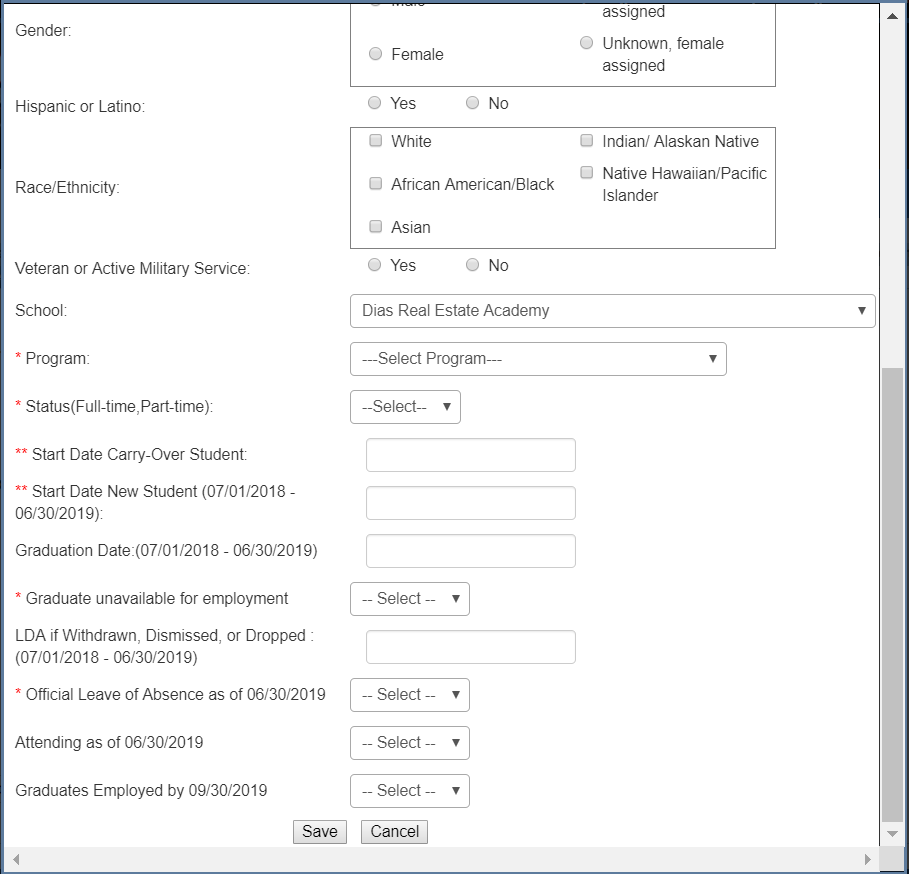 Male
assigned
Gender:
Female
Unknown, female
assigned
Hispanic or Latino:
Yes
No
White
Indian/ Alaskan Native
Race/Ethnicity:
African American/Black
Native Hawaiian/Pacific
Islander
Asian
Veteran or Active Military Service:
Yes
No
School:
Dias Real Estate Academy
* Program:
---Select Program---
* Status(Full-time,Part-time):
--Select--
** Start Date Carry-Over Student:
** Start Date New Student (07/01/2018 -
06/30/2019):
Graduation Date:(07/01/2018 - 06/30/2019)
* Graduate unavailable for employment
-- Select --
LDA if Withdrawn, Dismissed, or Dropped :
(07/01/2018 - 06/30/2019)
* Official Leave of Absence as of 06/30/2019
-- Select --
Attending as of 06/30/2019
-- Select --
Graduates Employed by 09/30/2019
-- Select --
Save
Cancel